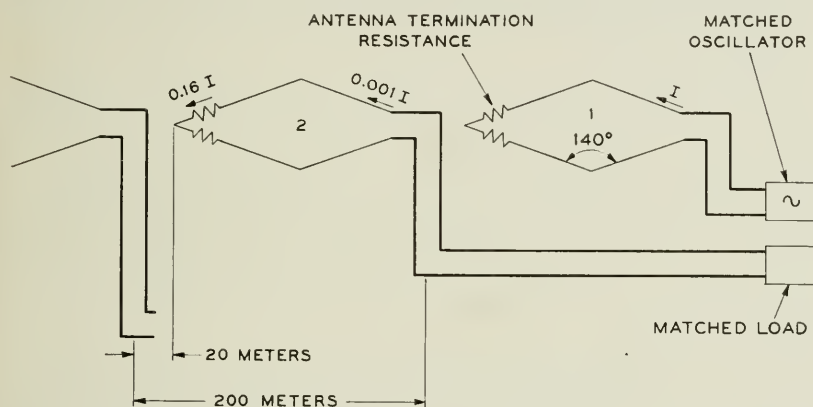 ANTENNA TERMINATION
RESISTANCE
MATCHED
OSCILLATOR
0.16 I
0.001 I
I
2
1
140°
~
MATCHED LOAD
20 METERS
200 METERS